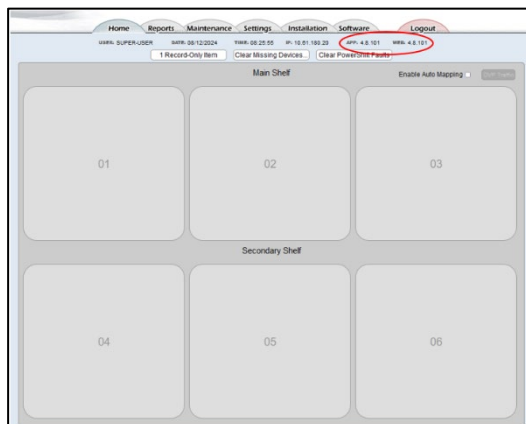 Home Reports Maintenance Settings Installation Software Logout
USER: SUPER-USER DATE: 08/12/2024 TIME: 08:25:55 IP: 10.51.180.23 APP: 4.8.101 WEB: 4.8.101
1 Record-Only Item Clear Missing Devices... Clear PowerShift Faults
Main Shelf Enable Auto Mapping
01 02 03
Secondary Shelf
04 05 06